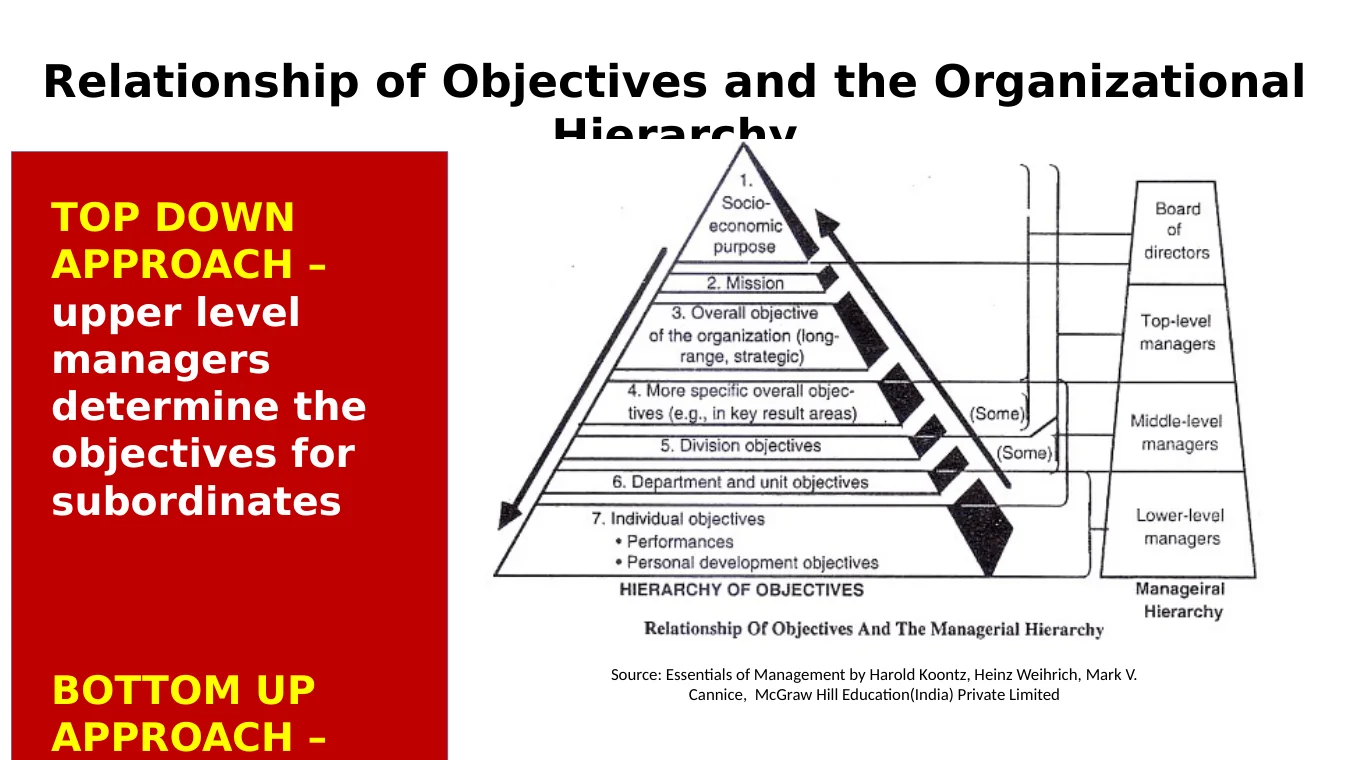 Relationship of Objectives and the Organizational
Hierarchy
TOP DOWN
APPROACH –
upper level
managers
determine the
objectives for
subordinates
BOTTOM UP
APPROACH –
1.
Socio-
economic
purpose
2. Mission
3. Overall objective
of the organization (long-
range, strategic)
4. More specific overall objec-
tives (e.g., in key result areas)
5. Division objectives
6. Department and unit objectives
7. Individual objectives
• Performances
• Personal development objectives
HIERARCHY OF OBJECTIVES
(Some)
(Some)
Board
of
directors
Top-level
managers
Middle-level
managers
Lower-level
managers
Manageiral
Hierarchy
Relationship Of Objectives And The Managerial Hierarchy
Source: Essentials of Management by Harold Koontz, Heinz Weihrich, Mark V.
Cannice, McGraw Hill Education(India) Private Limited